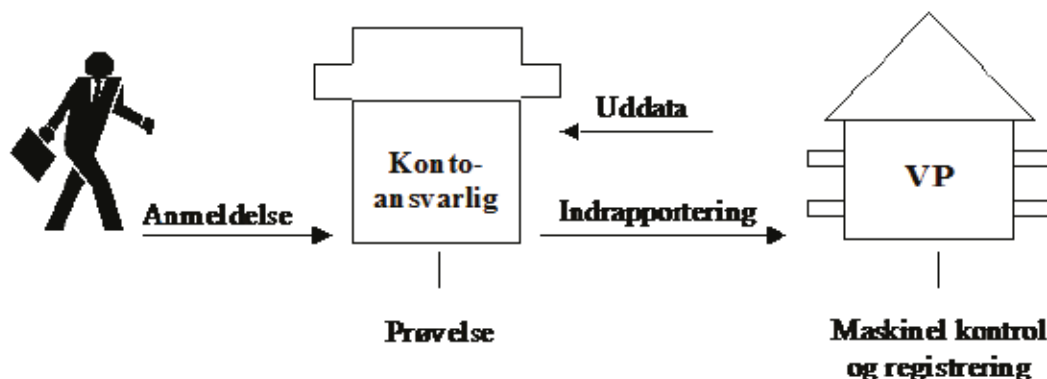 Uddata
Konto-
ansvarlig
VP
Anmeldelse
Indrapportering
Prøvelse
Maskinel kontrol
og registrering